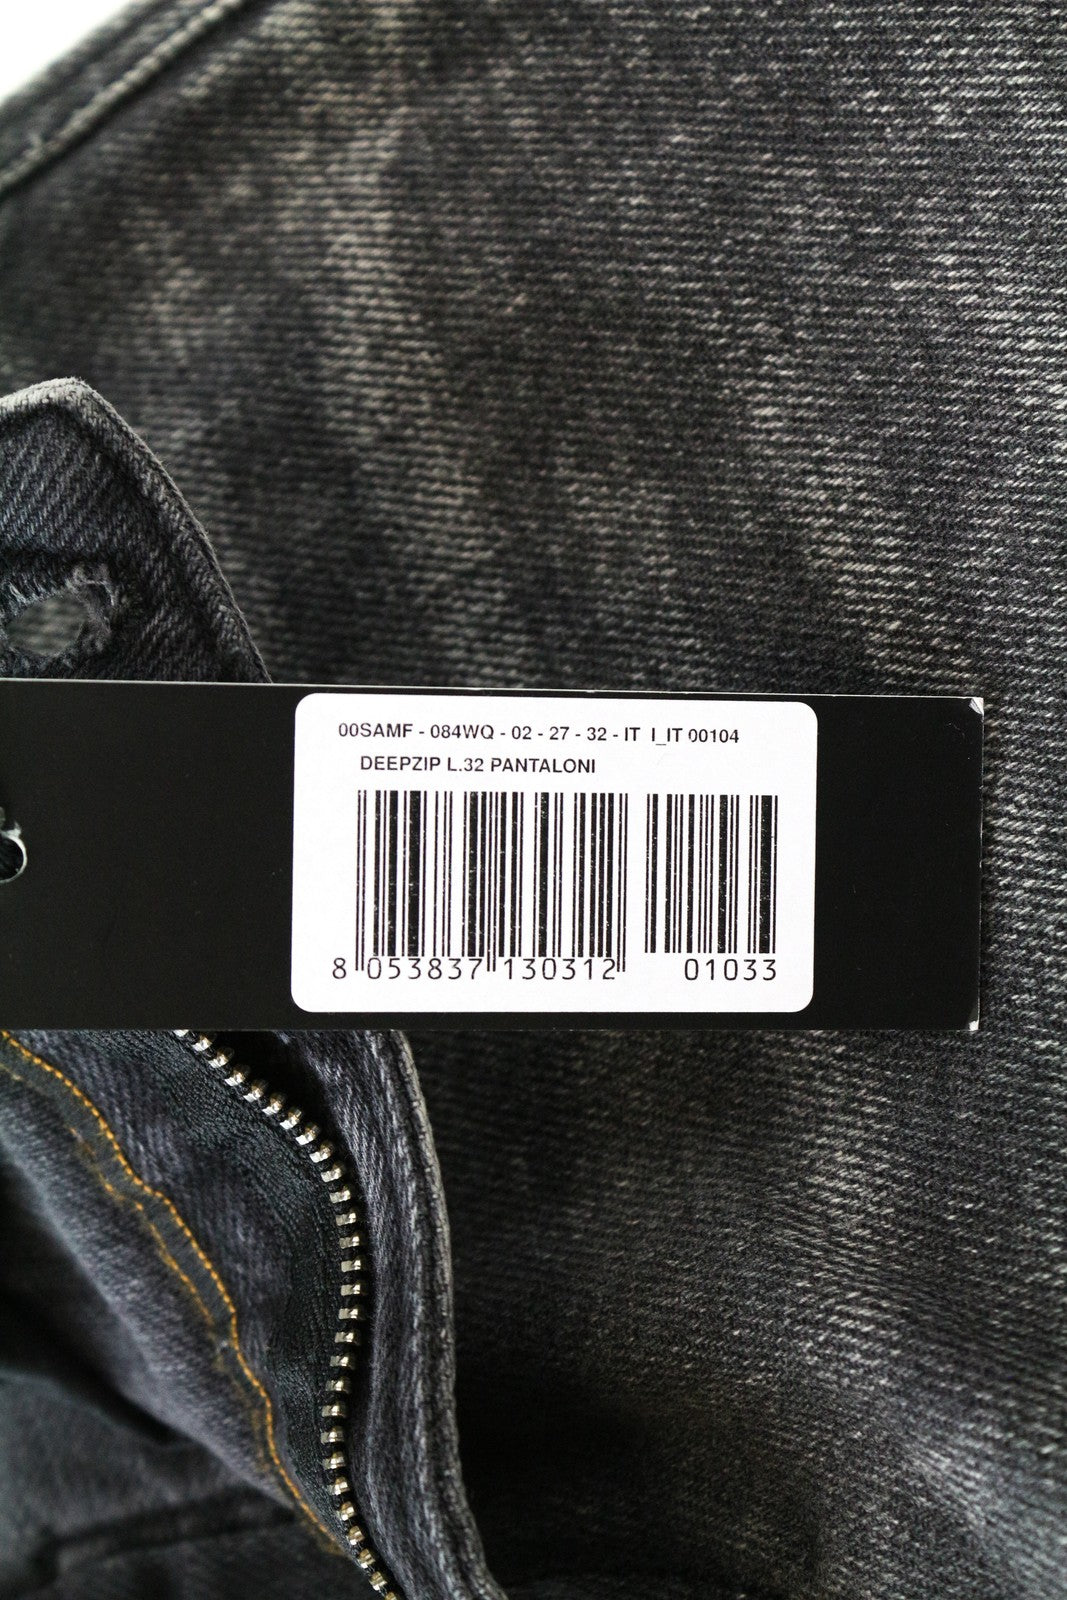 00SAMF - 084WQ - 02 - 27 - 32 - IT I_IT 00104
DEEPZIP L.32 PANTALONI
8 053837 130312 01033